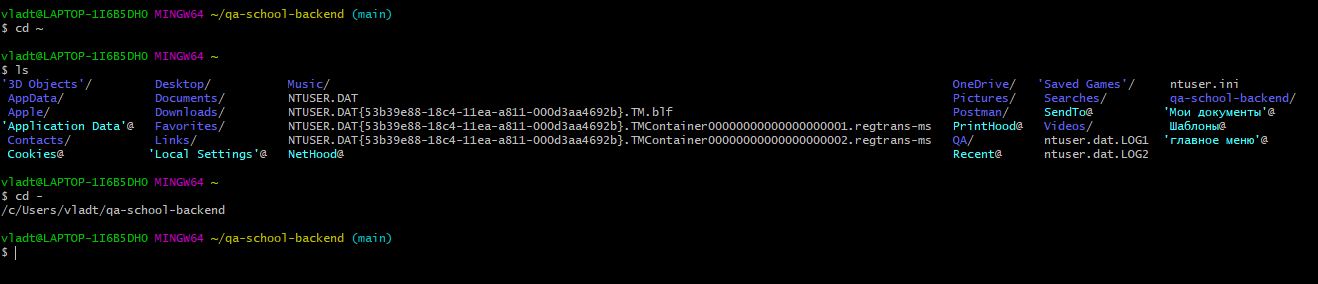 vladt@LAPTOP-1I6B5DHO MINGW64 ~/qa-school-backend (main)
$ cd ~
vladt@LAPTOP-1I6B5DHO MINGW64 ~
$ ls
'3D Objects'/ Desktop/ Music/ OneDrive/ 'Saved Games'/ ntuser.ini
AppData/ Documents/ NTUSER.DAT Pictures/ Searches/ qa-school-backend/
Apple/ Downloads/ NTUSER.DAT{53b39e88-18c4-11ea-a811-000d3aa4692b}.TM.blf Postman/ SendTo@ 'Мои документы'@
'Application Data'@ Favorites/ NTUSER.DAT{53b39e88-18c4-11ea-a811-000d3aa4692b}.TMContainer00000000000000000001.regtrans-ms PrintHood@ Videos/ Шаблоны@
Contacts/ Links/ NTUSER.DAT{53b39e88-18c4-11ea-a811-000d3aa4692b}.TMContainer00000000000000000002.regtrans-ms QA/ ntuser.dat.LOG1 'главное меню'@
Cookies@ 'Local Settings'@ NetHood@ Recent@ ntuser.dat.LOG2
vladt@LAPTOP-1I6B5DHO MINGW64 ~
$ cd -
/c/Users/vladt/qa-school-backend
vladt@LAPTOP-1I6B5DHO MINGW64 ~/qa-school-backend (main)
$